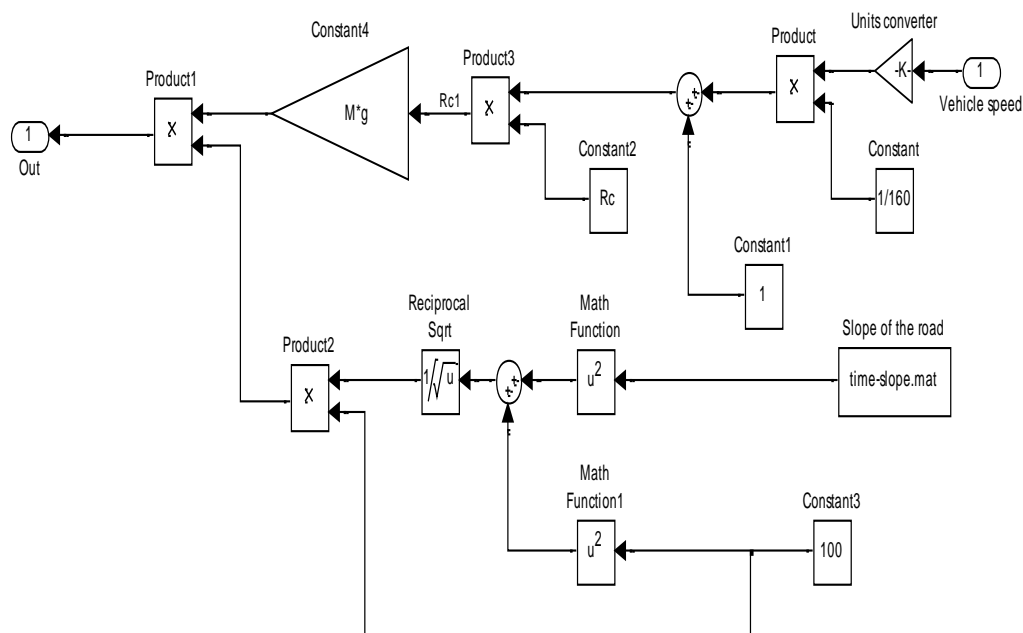 Constant4
Units converter
Product
Product3
Product1
1
-K-
Vehicle speed
X
+
+
Rc1
X
M*g
X
1
Out
Constant2
Constant
Rc
1/160
Constant1
1
Reciprocal
Sqrt
Math
Function
Slope of the road
Product2
1/√u
+
+
u²
time-slope.mat
X
Math
Function1
Constant3
u²
100